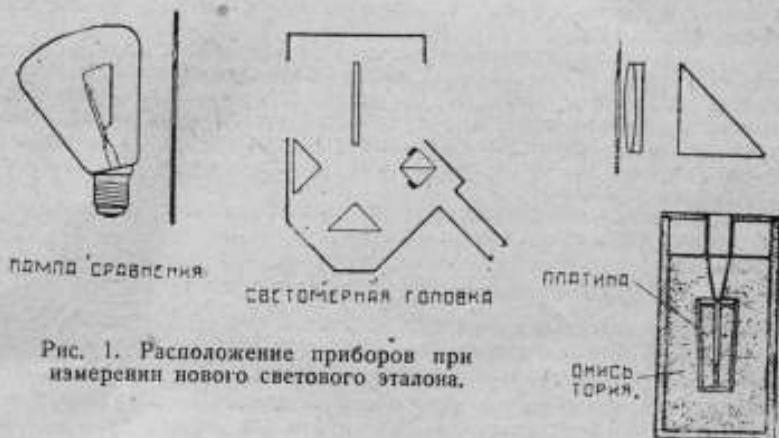 ЛАМПА СРАВНЕНИЯ
СВЕТОМЕРНАЯ ГОЛОВКА
ПЛАТИНА
ОКИСЬ
ТОРИЯ.
Рис. 1. Расположение приборов при
измерении нового светового эталона.